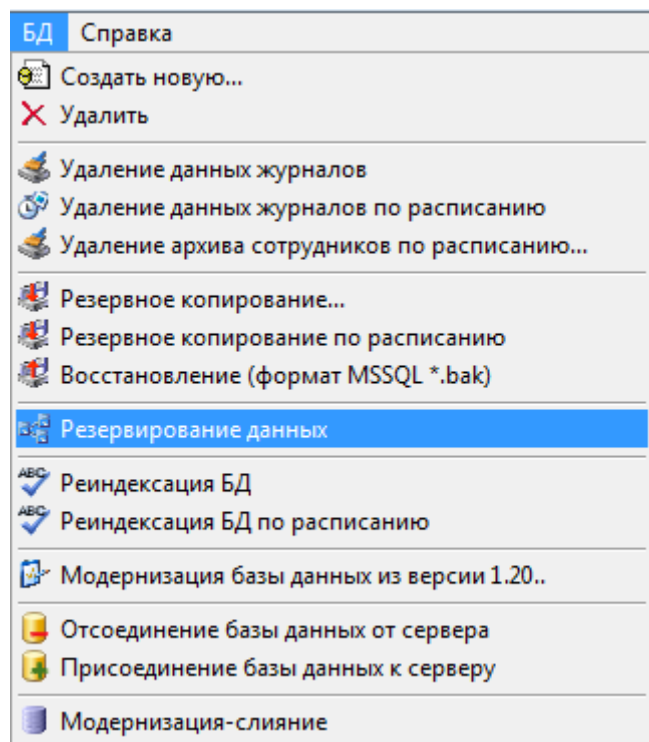 БД Справка
Создать новую...
Удалить
Удаление данных журналов
Удаление данных журналов по расписанию
Удаление архива сотрудников по расписанию...
Резервное копирование...
Резервное копирование по расписанию
Восстановление (формат MSSQL *.bak)
Резервирование данных
ABC Реиндексация БД
ABC Реиндексация БД по расписанию
Модернизация базы данных из версии 1.20..
Отсоединение базы данных от сервера
Присоединение базы данных к серверу
Модернизация-слияние